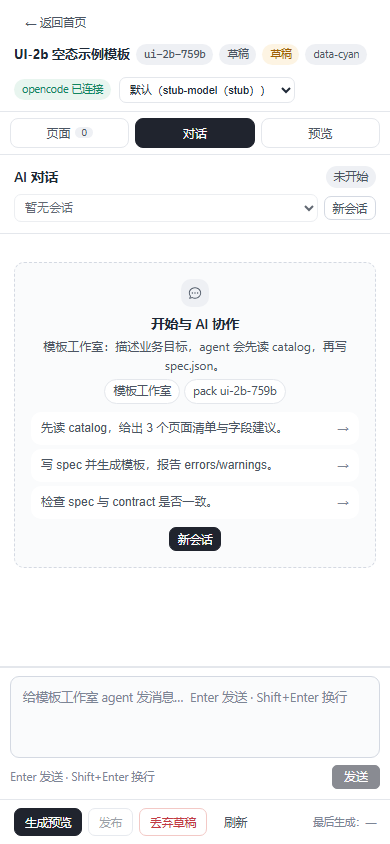 ←返回首页
UI-2b 空态示例模板 ui-2b-759b 草稿 草稿 data-cyan
opencode 已连接 默认（stub-model（stub））
页面 0 对话 预览
AI 对话 未开始
暂无会话 新会话
开始与 AI 协作
模板工作室：描述业务目标，agent 会先读 catalog，再写
spec.json。
模板工作室 pack ui-2b-759b
先读 catalog，给出 3 个页面清单与字段建议。 →
写 spec 并生成模板，报告 errors/warnings。 →
检查 spec 与 contract 是否一致。 →
新会话
给模板工作室 agent 发消息… Enter 发送 · Shift+Enter 换行
Enter 发送 · Shift+Enter 换行 发送
生成预览 发布 丢弃草稿 刷新 最后生成：—